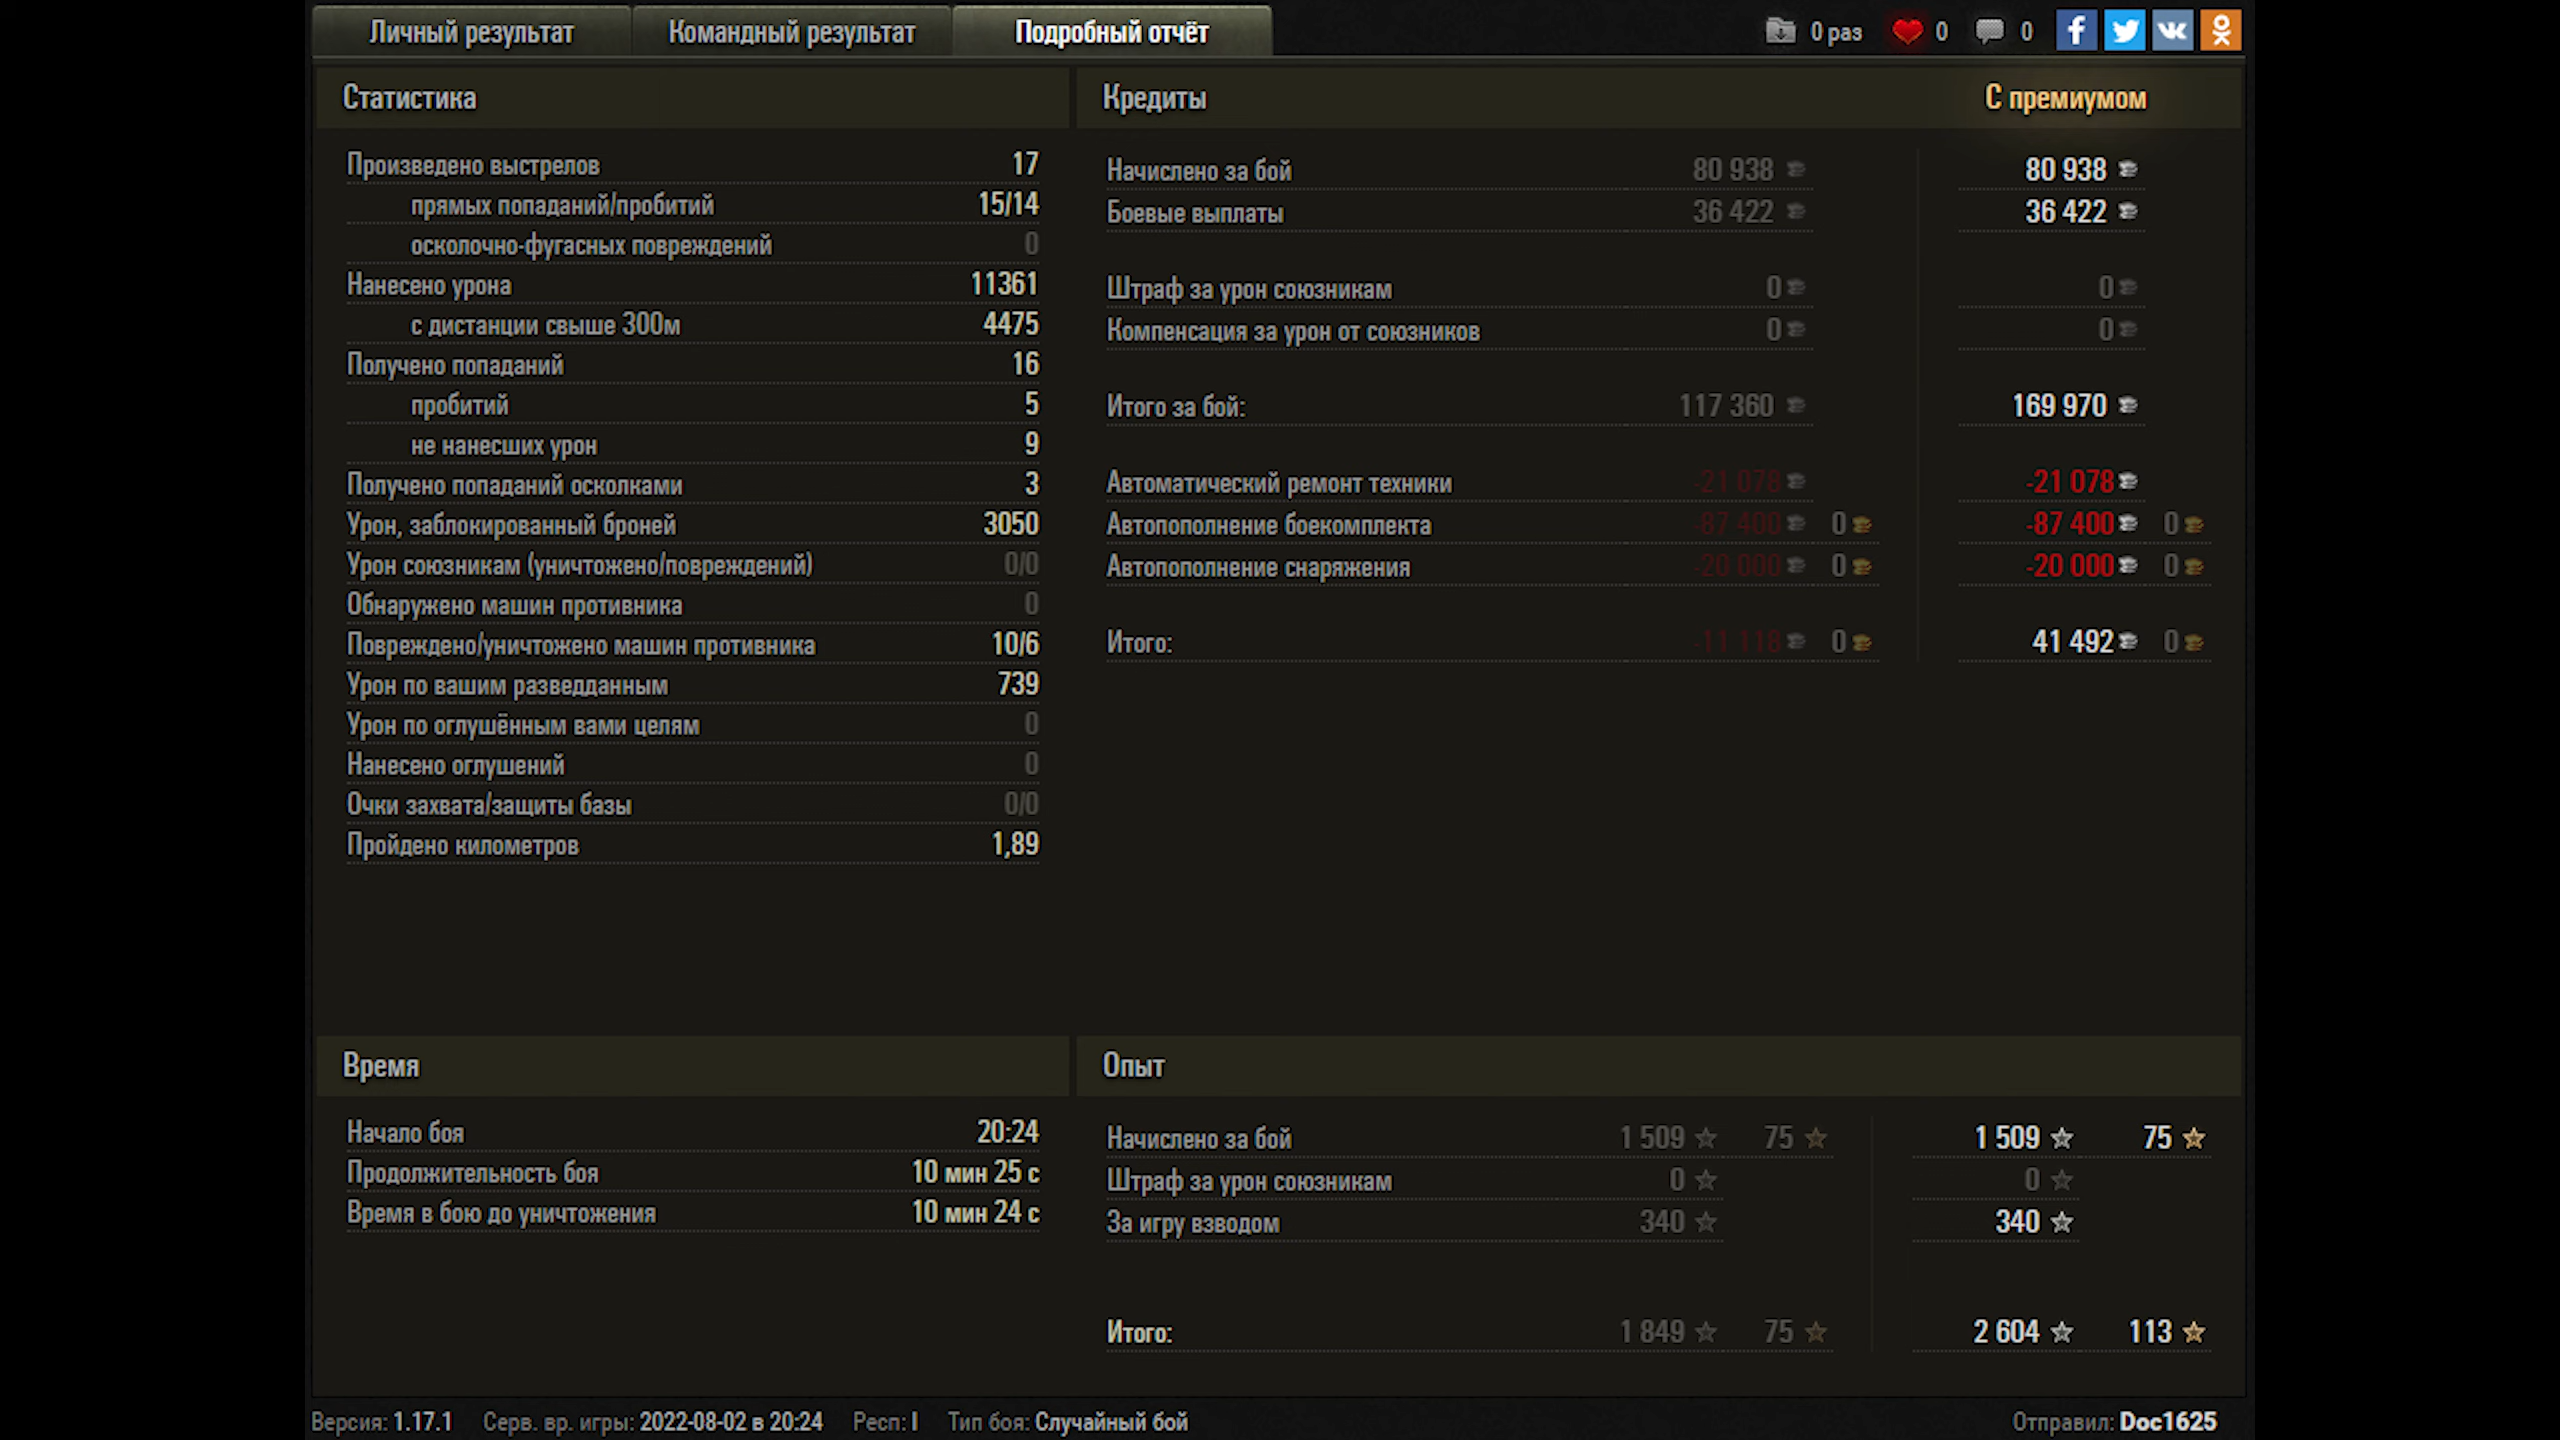 Личный результат Командный результат Подробный отчёт 0 раз 0 0
Статистика
Произведено выстрелов 17
прямых попаданий/пробитий 15/14
осколочно-фугасных повреждений 0
Нанесено урона 11361
с дистанции свыше 300м 4475
Получено попаданий 16
пробитий 5
не нанесших урон 9
Получено попаданий осколками 3
Урон, заблокированный броней 3050
Урон союзникам (уничтожено/повреждений) 0/0
Обнаружено машин противника 0
Повреждено/уничтожено машин противника 10/6
Урон по вашим разведданным 739
Урон по оглушённым вами целям 0
Нанесено оглушений 0
Очки захвата/защиты базы 0/0
Пройдено километров 1,89
Кредиты С премиумом
Начислено за бой 80 938 80 938
Боевые выплаты 36 422 36 422
Штраф за урон союзникам 0 0
Компенсация за урон от союзников 0 0
Итого за бой: 117 360 169 970
Автоматический ремонт техники -21 078 -21 078
Автопополнение боекомплекта -87 400 0 -87 400 0
Автопополнение снаряжения -20 000 0 -20 000 0
Итого: -11 118 0 41 492 0
Время
Начало боя 20:24
Продолжительность боя 10 мин 25 с
Время в бою до уничтожения 10 мин 24 с
Опыт
Начислено за бой 1 509 75 1 509 75
Штраф за урон союзникам 0 0
За игру взводом 340 340
Итого: 1 849 75 2 604 113
Версия: 1.17.1 Серв. вр. игры: 2022-08-02 в 20:24 Респ: I Тип боя: Случайный бой Отправил: Doc1625